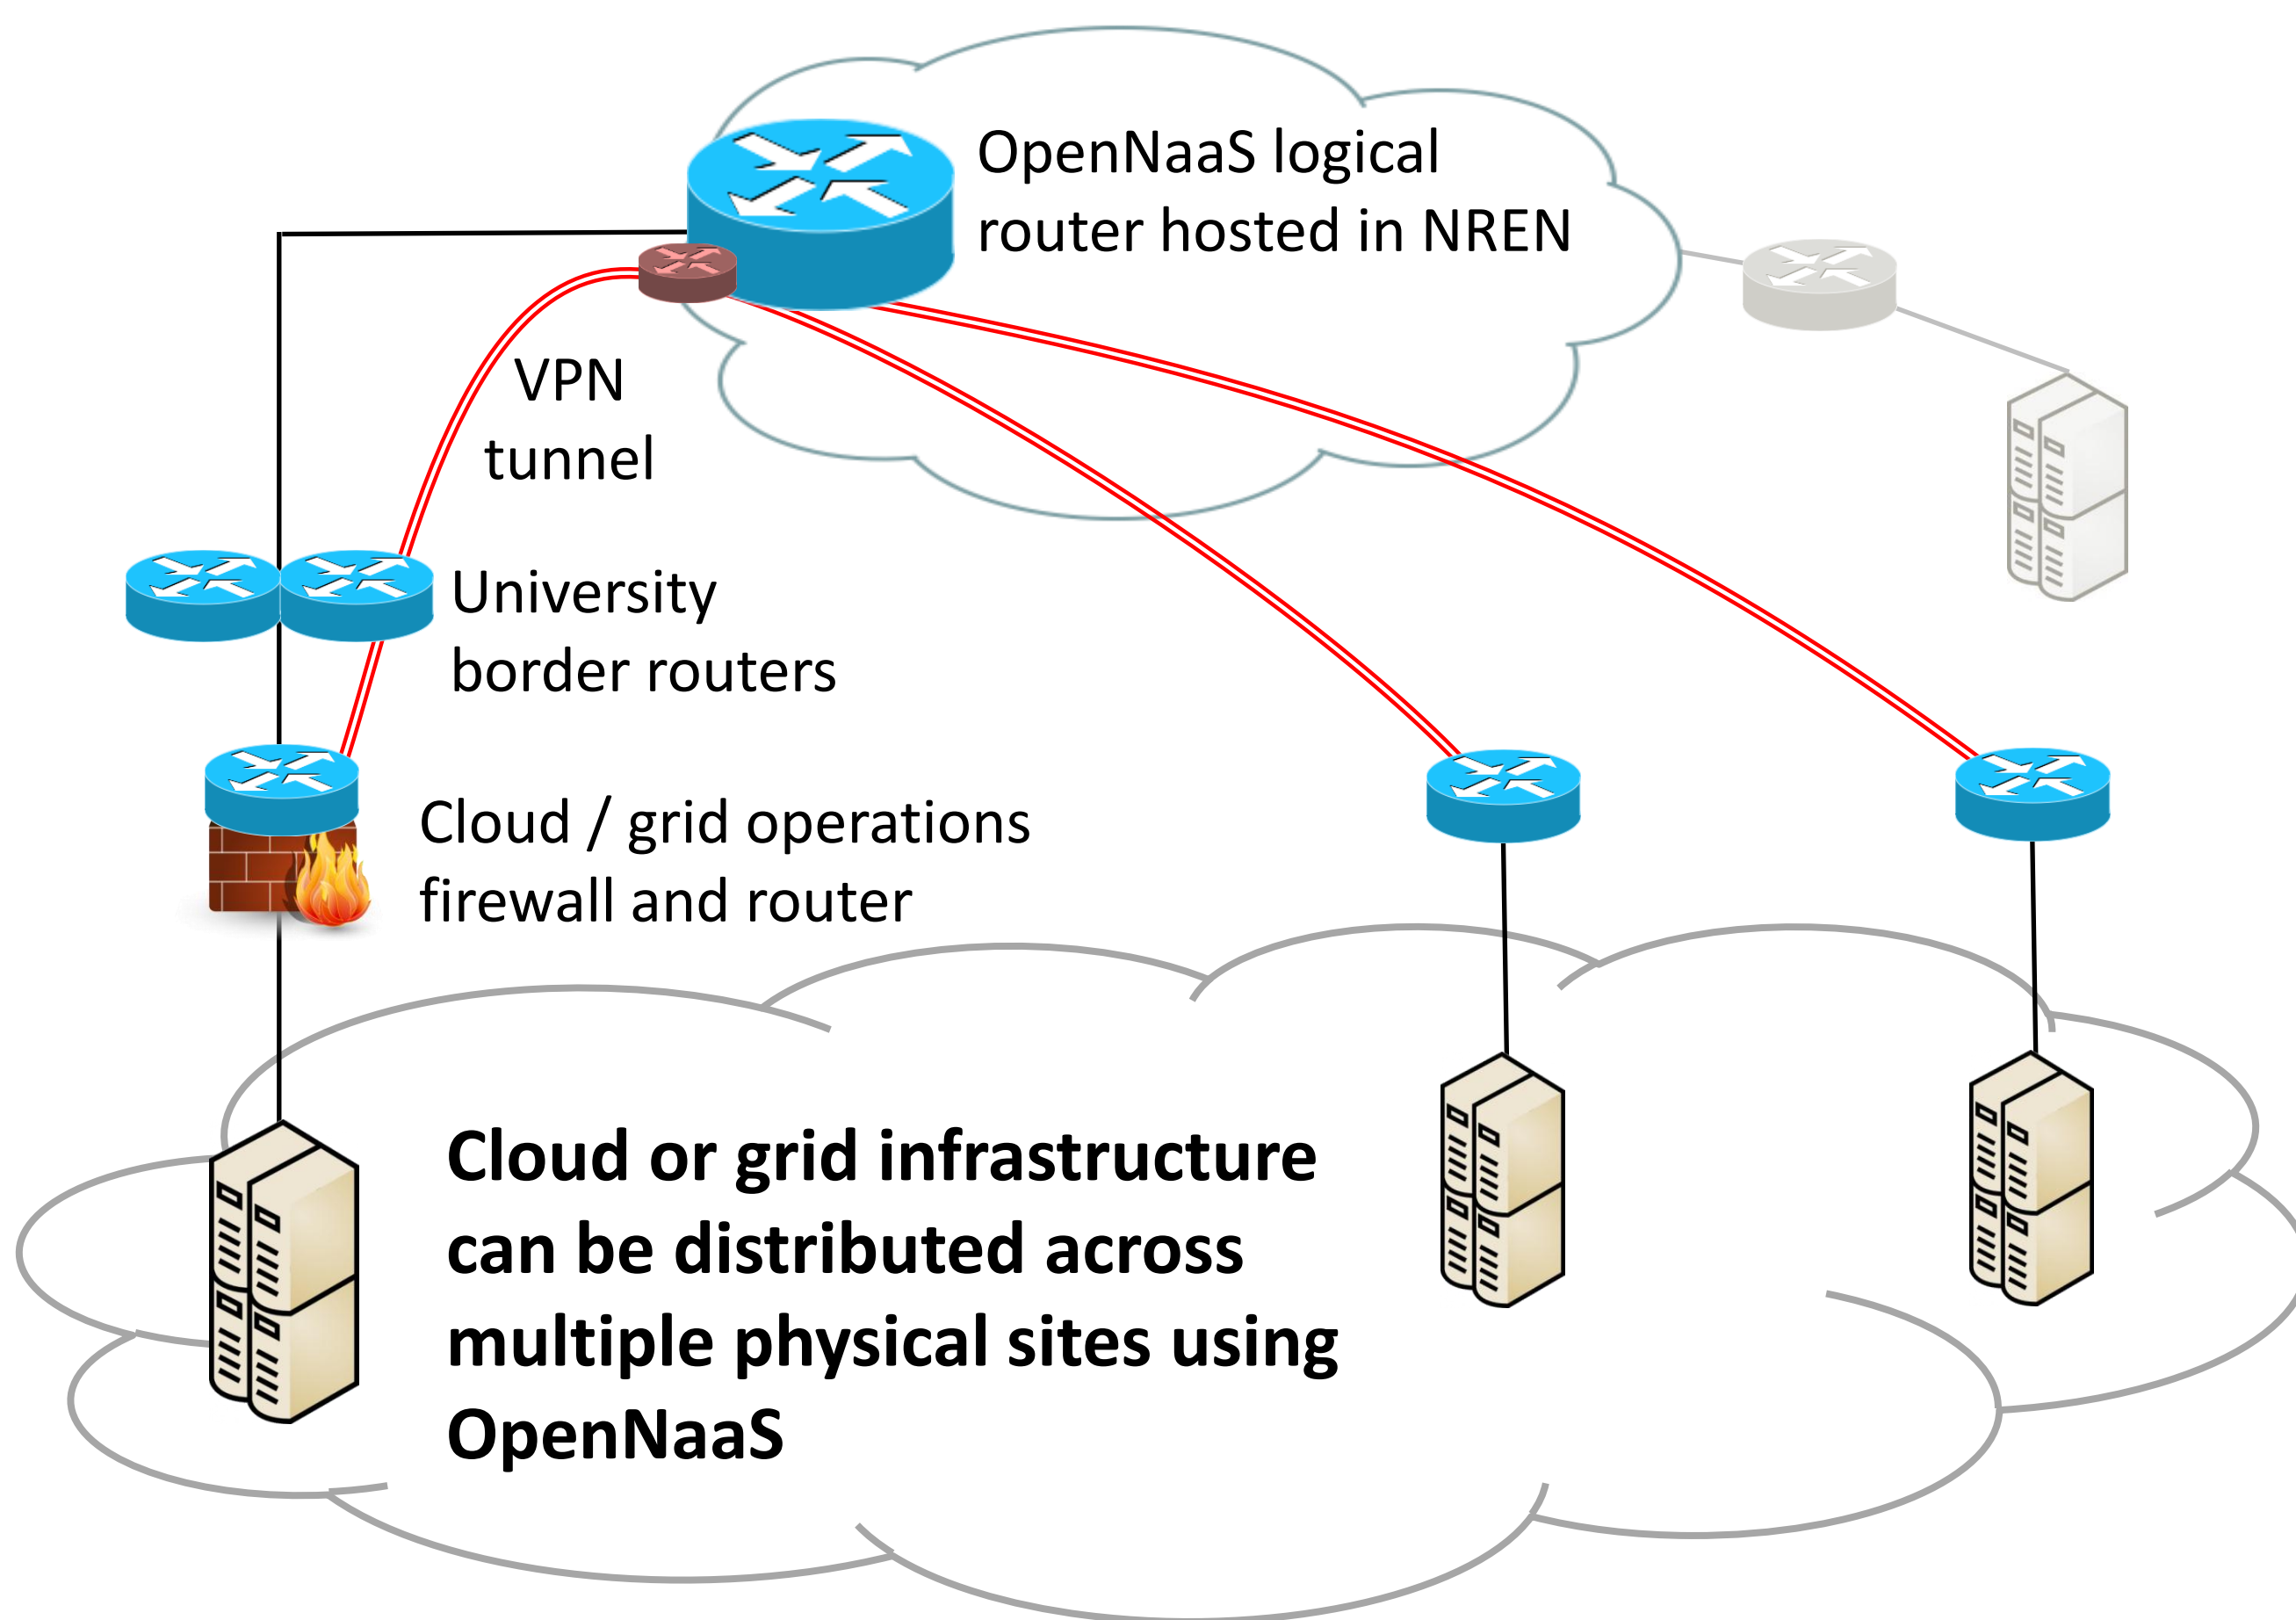 OpenNaaS logical
router hosted in NREN
VPN
tunnel
University
border routers
Cloud / grid operations
firewall and router
Cloud or grid infrastructure
can be distributed across
multiple physical sites using
OpenNaaS